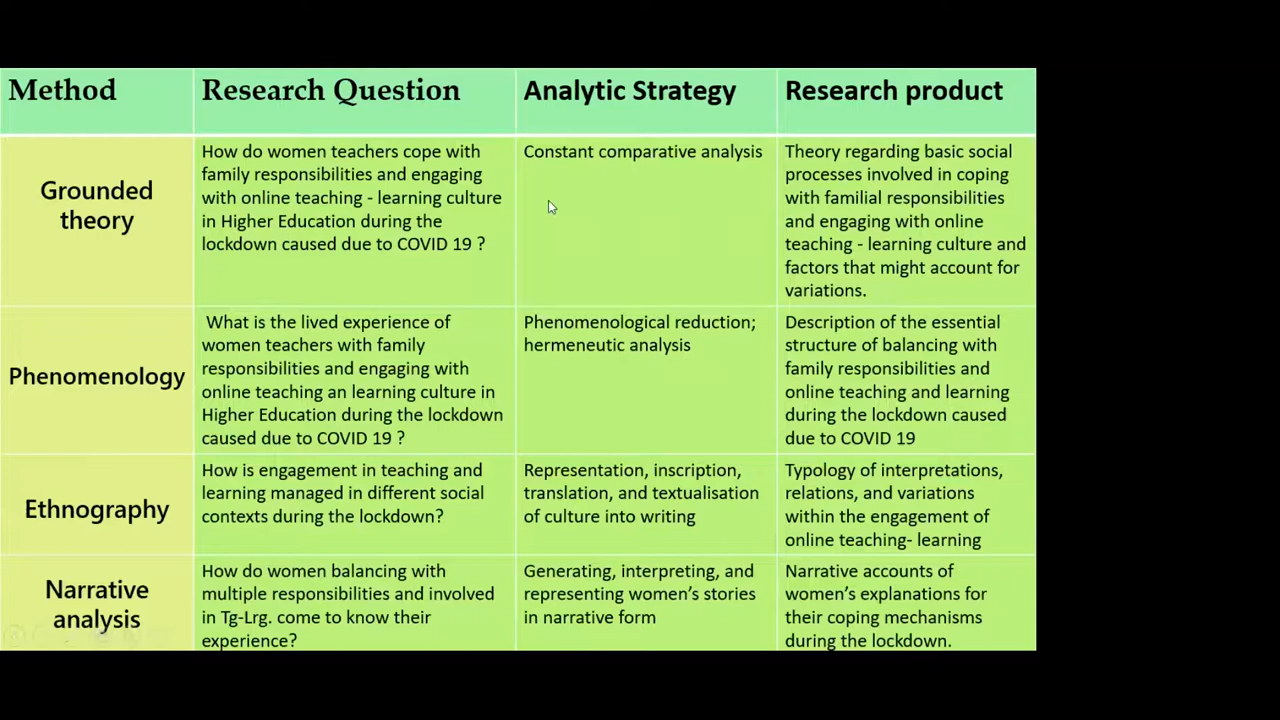 Method
Research Question
Analytic Strategy
Research product
Grounded
theory
How do women teachers cope with
family responsibilities and engaging
with online teaching - learning culture
in Higher Education during the
lockdown caused due to COVID 19 ?
Constant comparative analysis
Theory regarding basic social
processes involved in coping
with familial responsibilities
and engaging with online
teaching - learning culture and
factors that might account for
variations.
Phenomenology
What is the lived experience of
women teachers with family
responsibilities and engaging with
online teaching an learning culture in
Higher Education during the lockdown
caused due to COVID 19 ?
Phenomenological reduction;
hermeneutic analysis
Description of the essential
structure of balancing with
family responsibilities and
online teaching and learning
during the lockdown caused
due to COVID 19
Ethnography
How is engagement in teaching and
learning managed in different social
contexts during the lockdown?
Representation, inscription,
translation, and textualisation
of culture into writing
Typology of interpretations,
relations, and variations
within the engagement of
online teaching- learning
Narrative
analysis
How do women balancing with
multiple responsibilities and involved
in Tg-Lrg. come to know their
experience?
Generating, interpreting, and
representing women's stories
in narrative form
Narrative accounts of
women's explanations for
their coping mechanisms
during the lockdown.